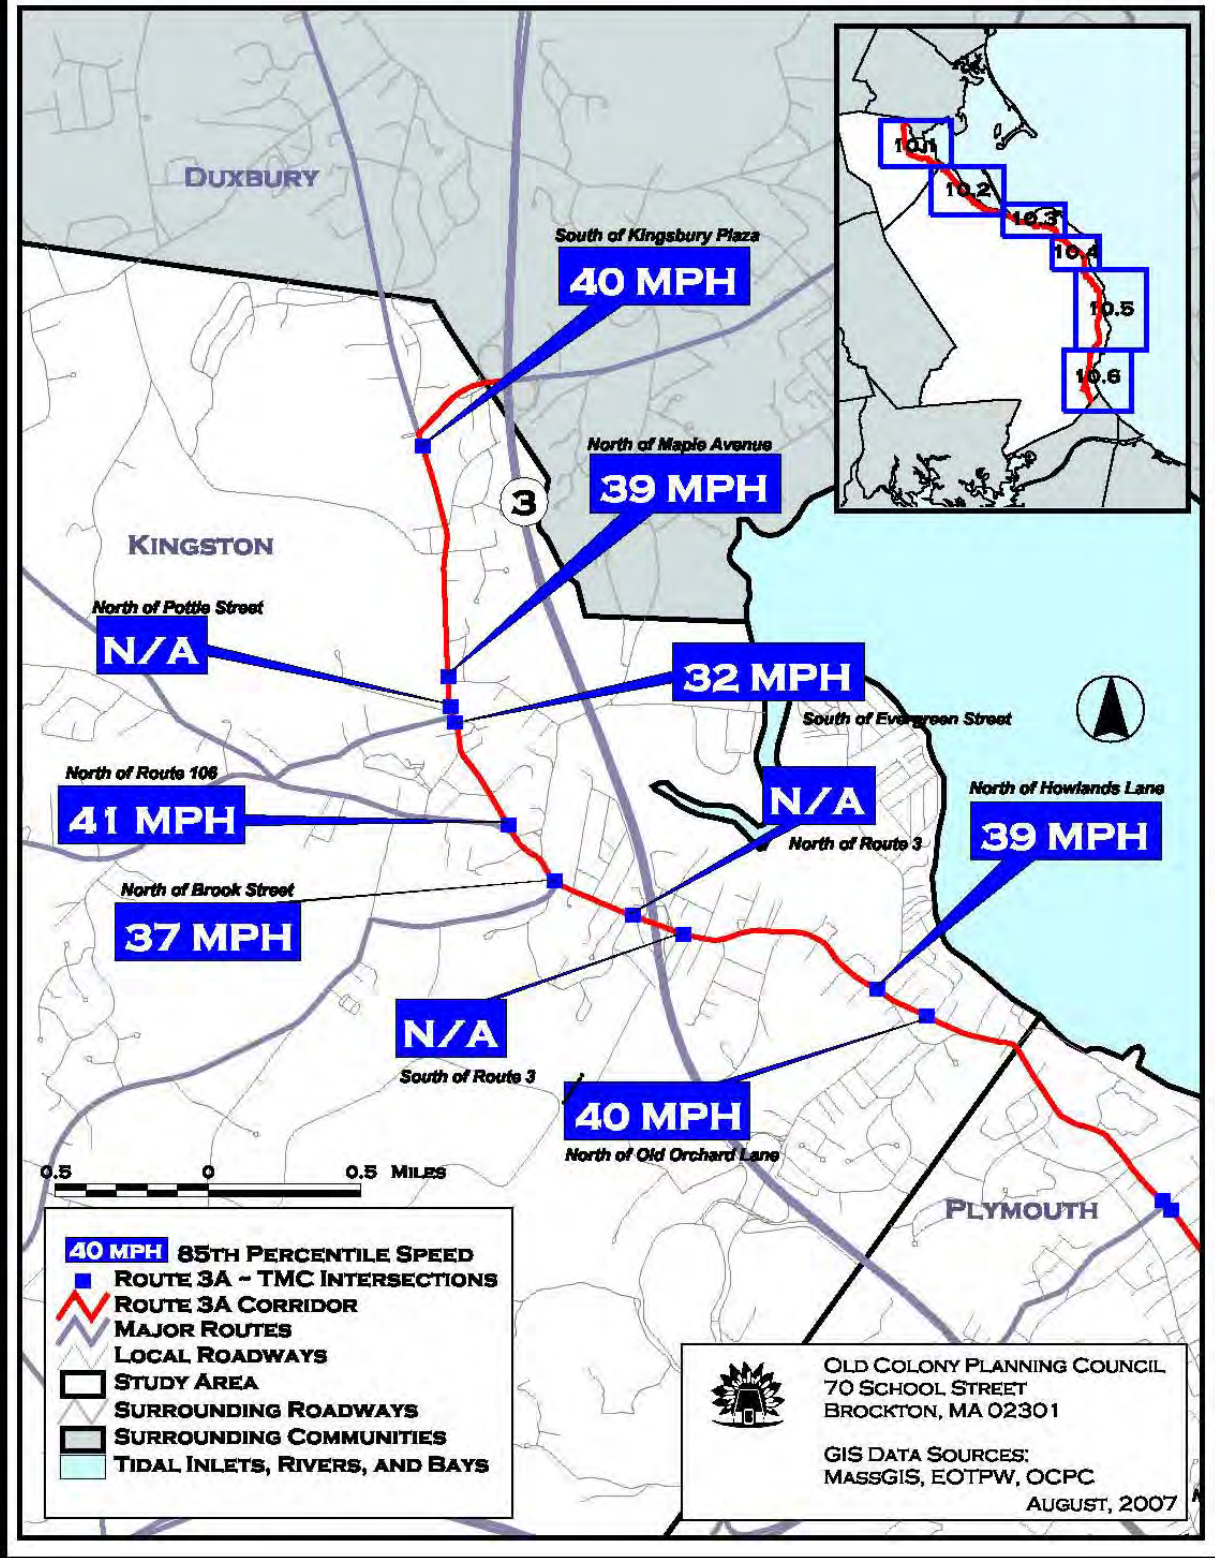 DUXBURY
South of Kingsbury Plaza
40 MPH
10.1
10.2
10.3
10.4
10.5
10.6
North of Maple Avenue
39 MPH
3
KINGSTON
North of Pottle Street
N/A
32 MPH
South of Evergreen Street
North of Route 106
41 MPH
N/A
North of Route 3
North of Howlands Lane
39 MPH
North of Brook Street
37 MPH
N/A
South of Route 3
40 MPH
North of Old Orchard Lane
0.5 0 0.5 MILES
PLYMOUTH
40 MPH 85TH PERCENTILE SPEED
ROUTE 3A - TMC INTERSECTIONS
ROUTE 3A CORRIDOR
MAJOR ROUTES
LOCAL ROADWAYS
STUDY AREA
SURROUNDING ROADWAYS
SURROUNDING COMMUNITIES
TIDAL INLETS, RIVERS, AND BAYS
OLD COLONY PLANNING COUNCIL
70 SCHOOL STREET
BROCKTON, MA 02301
GIS DATA SOURCES:
MASSGIS, EOTPW, OCPC
AUGUST, 2007